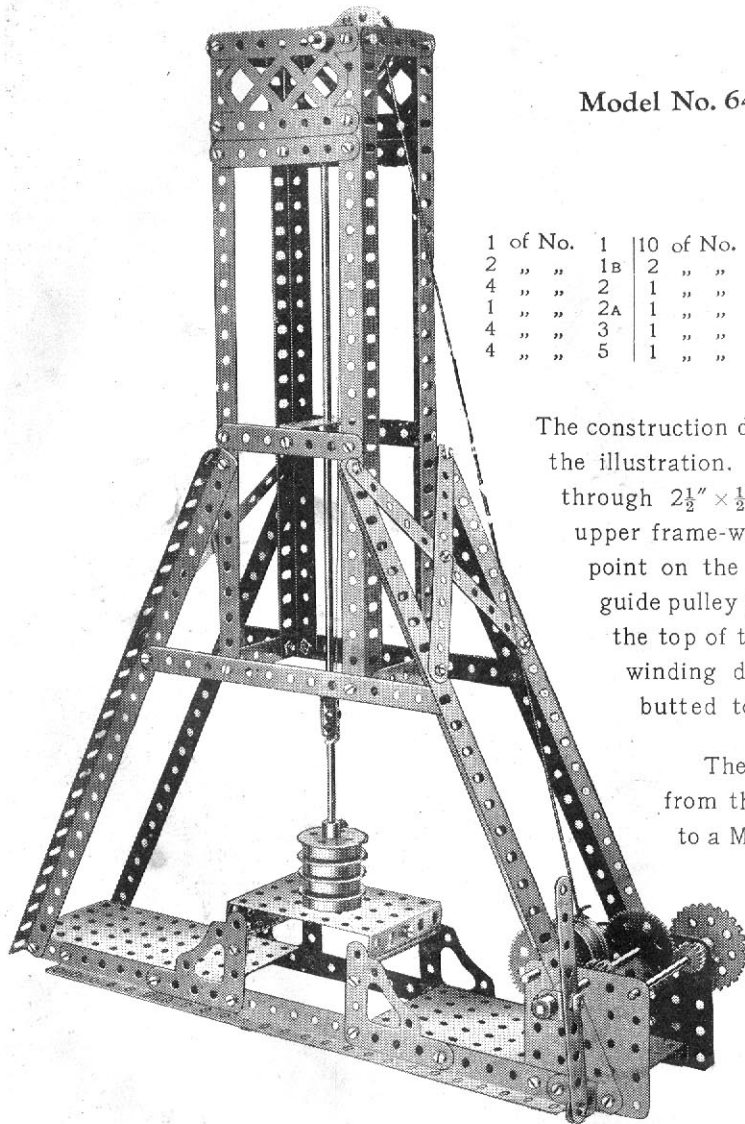 Model No. 64
1 of No. 1 | 10 of No.
2 „ „ 1B | 2 „ „
4 „ „ 2 | 1 „ „
1 „ „ 2A | 1 „ „
4 „ „ 3 | 1 „ „
4 „ „ 5 | 1 „ „
The construction d
the illustration.
through 2½″ × ½
upper frame-w
point on the
guide pulley
the top of t
winding d
butted to
The
from th
to a M